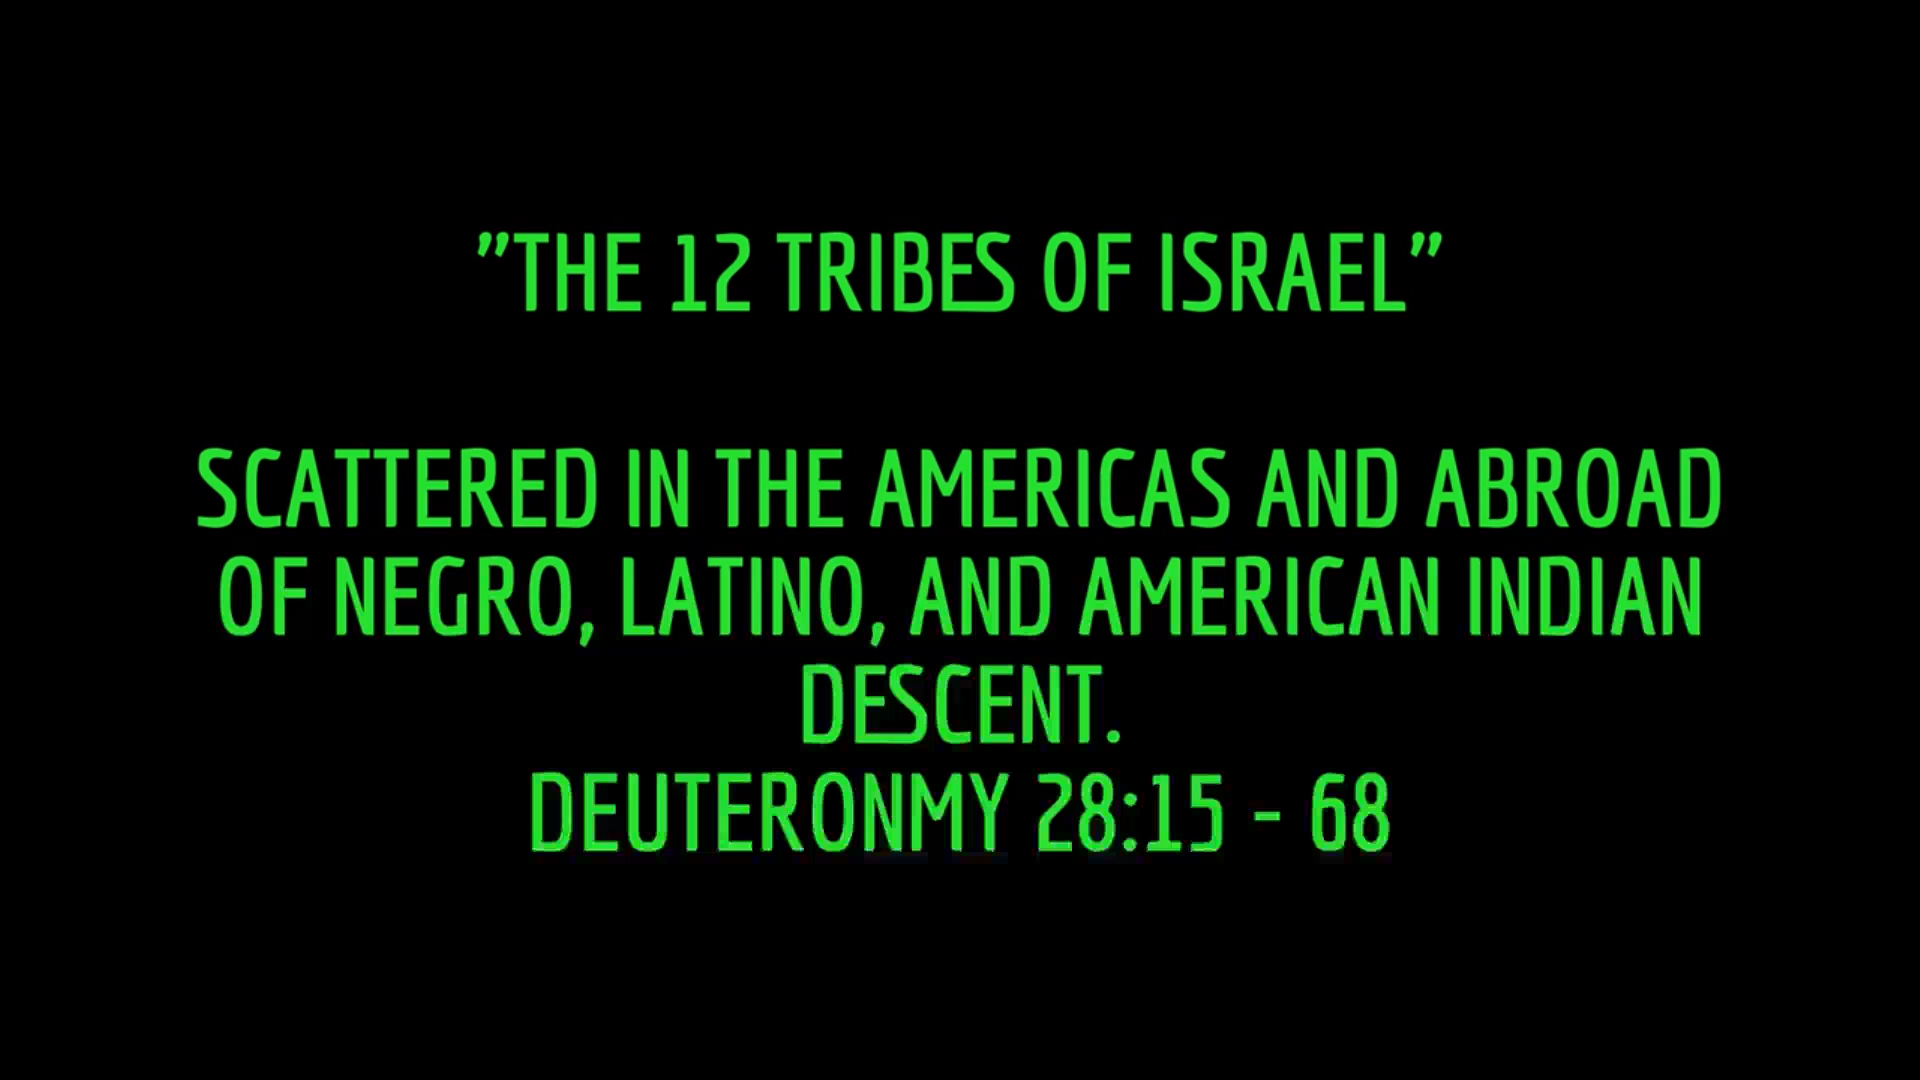 "THE 12 TRIBES OF ISRAEL"
SCATTERED IN THE AMERICAS AND ABROAD
OF NEGRO, LATINO, AND AMERICAN INDIAN
DESCENT.
DEUTERONMY 28:15 - 68